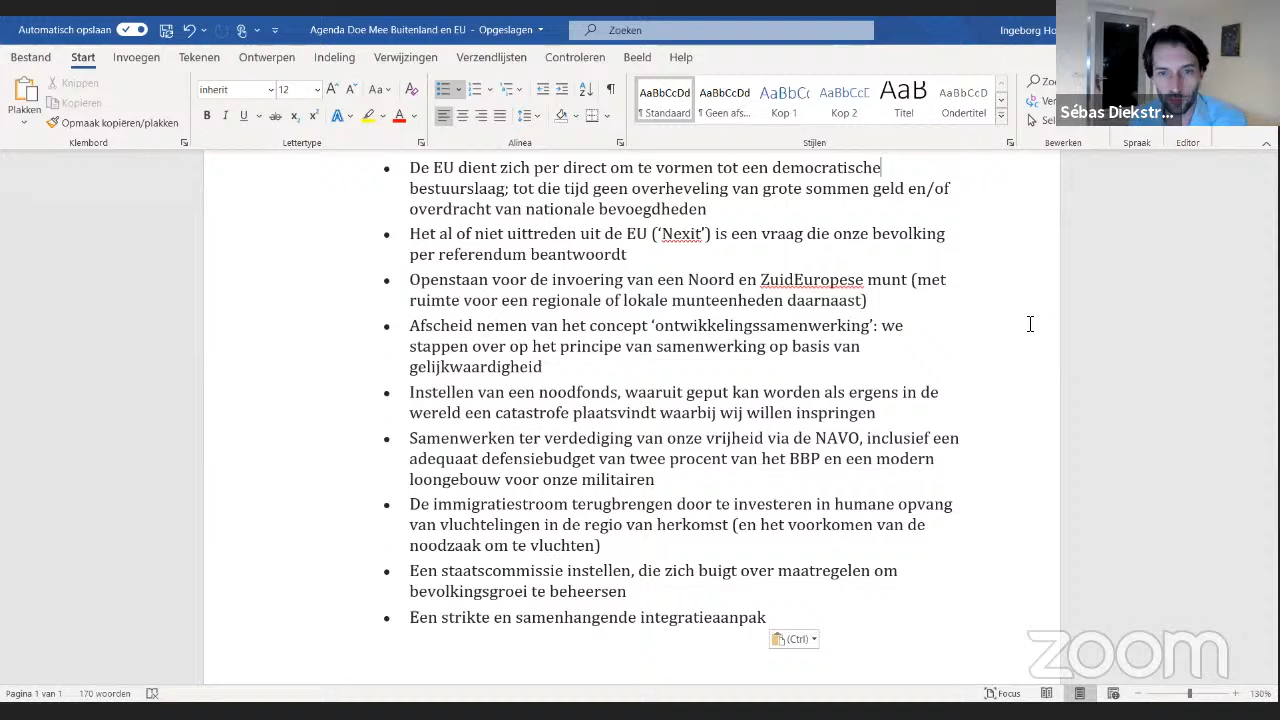 Automatisch opslaan
Agenda Doe Mee Buitenland en EU - Opgeslagen
Zoeken
Ingeborg Ho
Bestand Start Invoegen Tekenen Ontwerpen Indeling Verwijzingen Verzendlijsten Controleren Beeld Help
Plakken
Knippen
Kopiëren
Opmaak kopiëren/plakken
Klembord
inherit 12
Lettertype
Alinea
AaBbCcDd AaBbCcDd AaBbCc AaBbCcC AaB AaBbCcD
¶ Standaard ¶ Geen afs... Kop 1 Kop 2 Titel Ondertitel
Stijlen
Zo
Ve
Sel
Bewerken
Spraak
Editor
Sébas Diekstr...
De EU dient zich per direct om te vormen tot een democratische
bestuurslaag; tot die tijd geen overheveling van grote sommen geld en/of
overdracht van nationale bevoegdheden
Het al of niet uittreden uit de EU (‘Nexit’) is een vraag die onze bevolking
per referendum beantwoordt
Openstaan voor de invoering van een Noord en ZuidEuropese munt (met
ruimte voor een regionale of lokale munteenheden daarnaast)
Afscheid nemen van het concept ‘ontwikkelingssamenwerking’: we
stappen over op het principe van samenwerking op basis van
gelijkwaardigheid
Instellen van een noodfonds, waaruit geput kan worden als ergens in de
wereld een catastrofe plaatsvindt waarbij wij willen inspringen
Samenwerken ter verdediging van onze vrijheid via de NAVO, inclusief een
adequaat defensiebudget van twee procent van het BBP en een modern
loongebouw voor onze militairen
De immigratiestroom terugbrengen door te investeren in humane opvang
van vluchtelingen in de regio van herkomst (en het voorkomen van de
noodzaak om te vluchten)
Een staatscommissie instellen, die zich buigt over maatregelen om
bevolkingsgroei te beheersen
Een strikte en samenhangende integratieaanpak
(Ctrl)
zoom
Pagina 1 van 1 170 woorden
Focus
130%